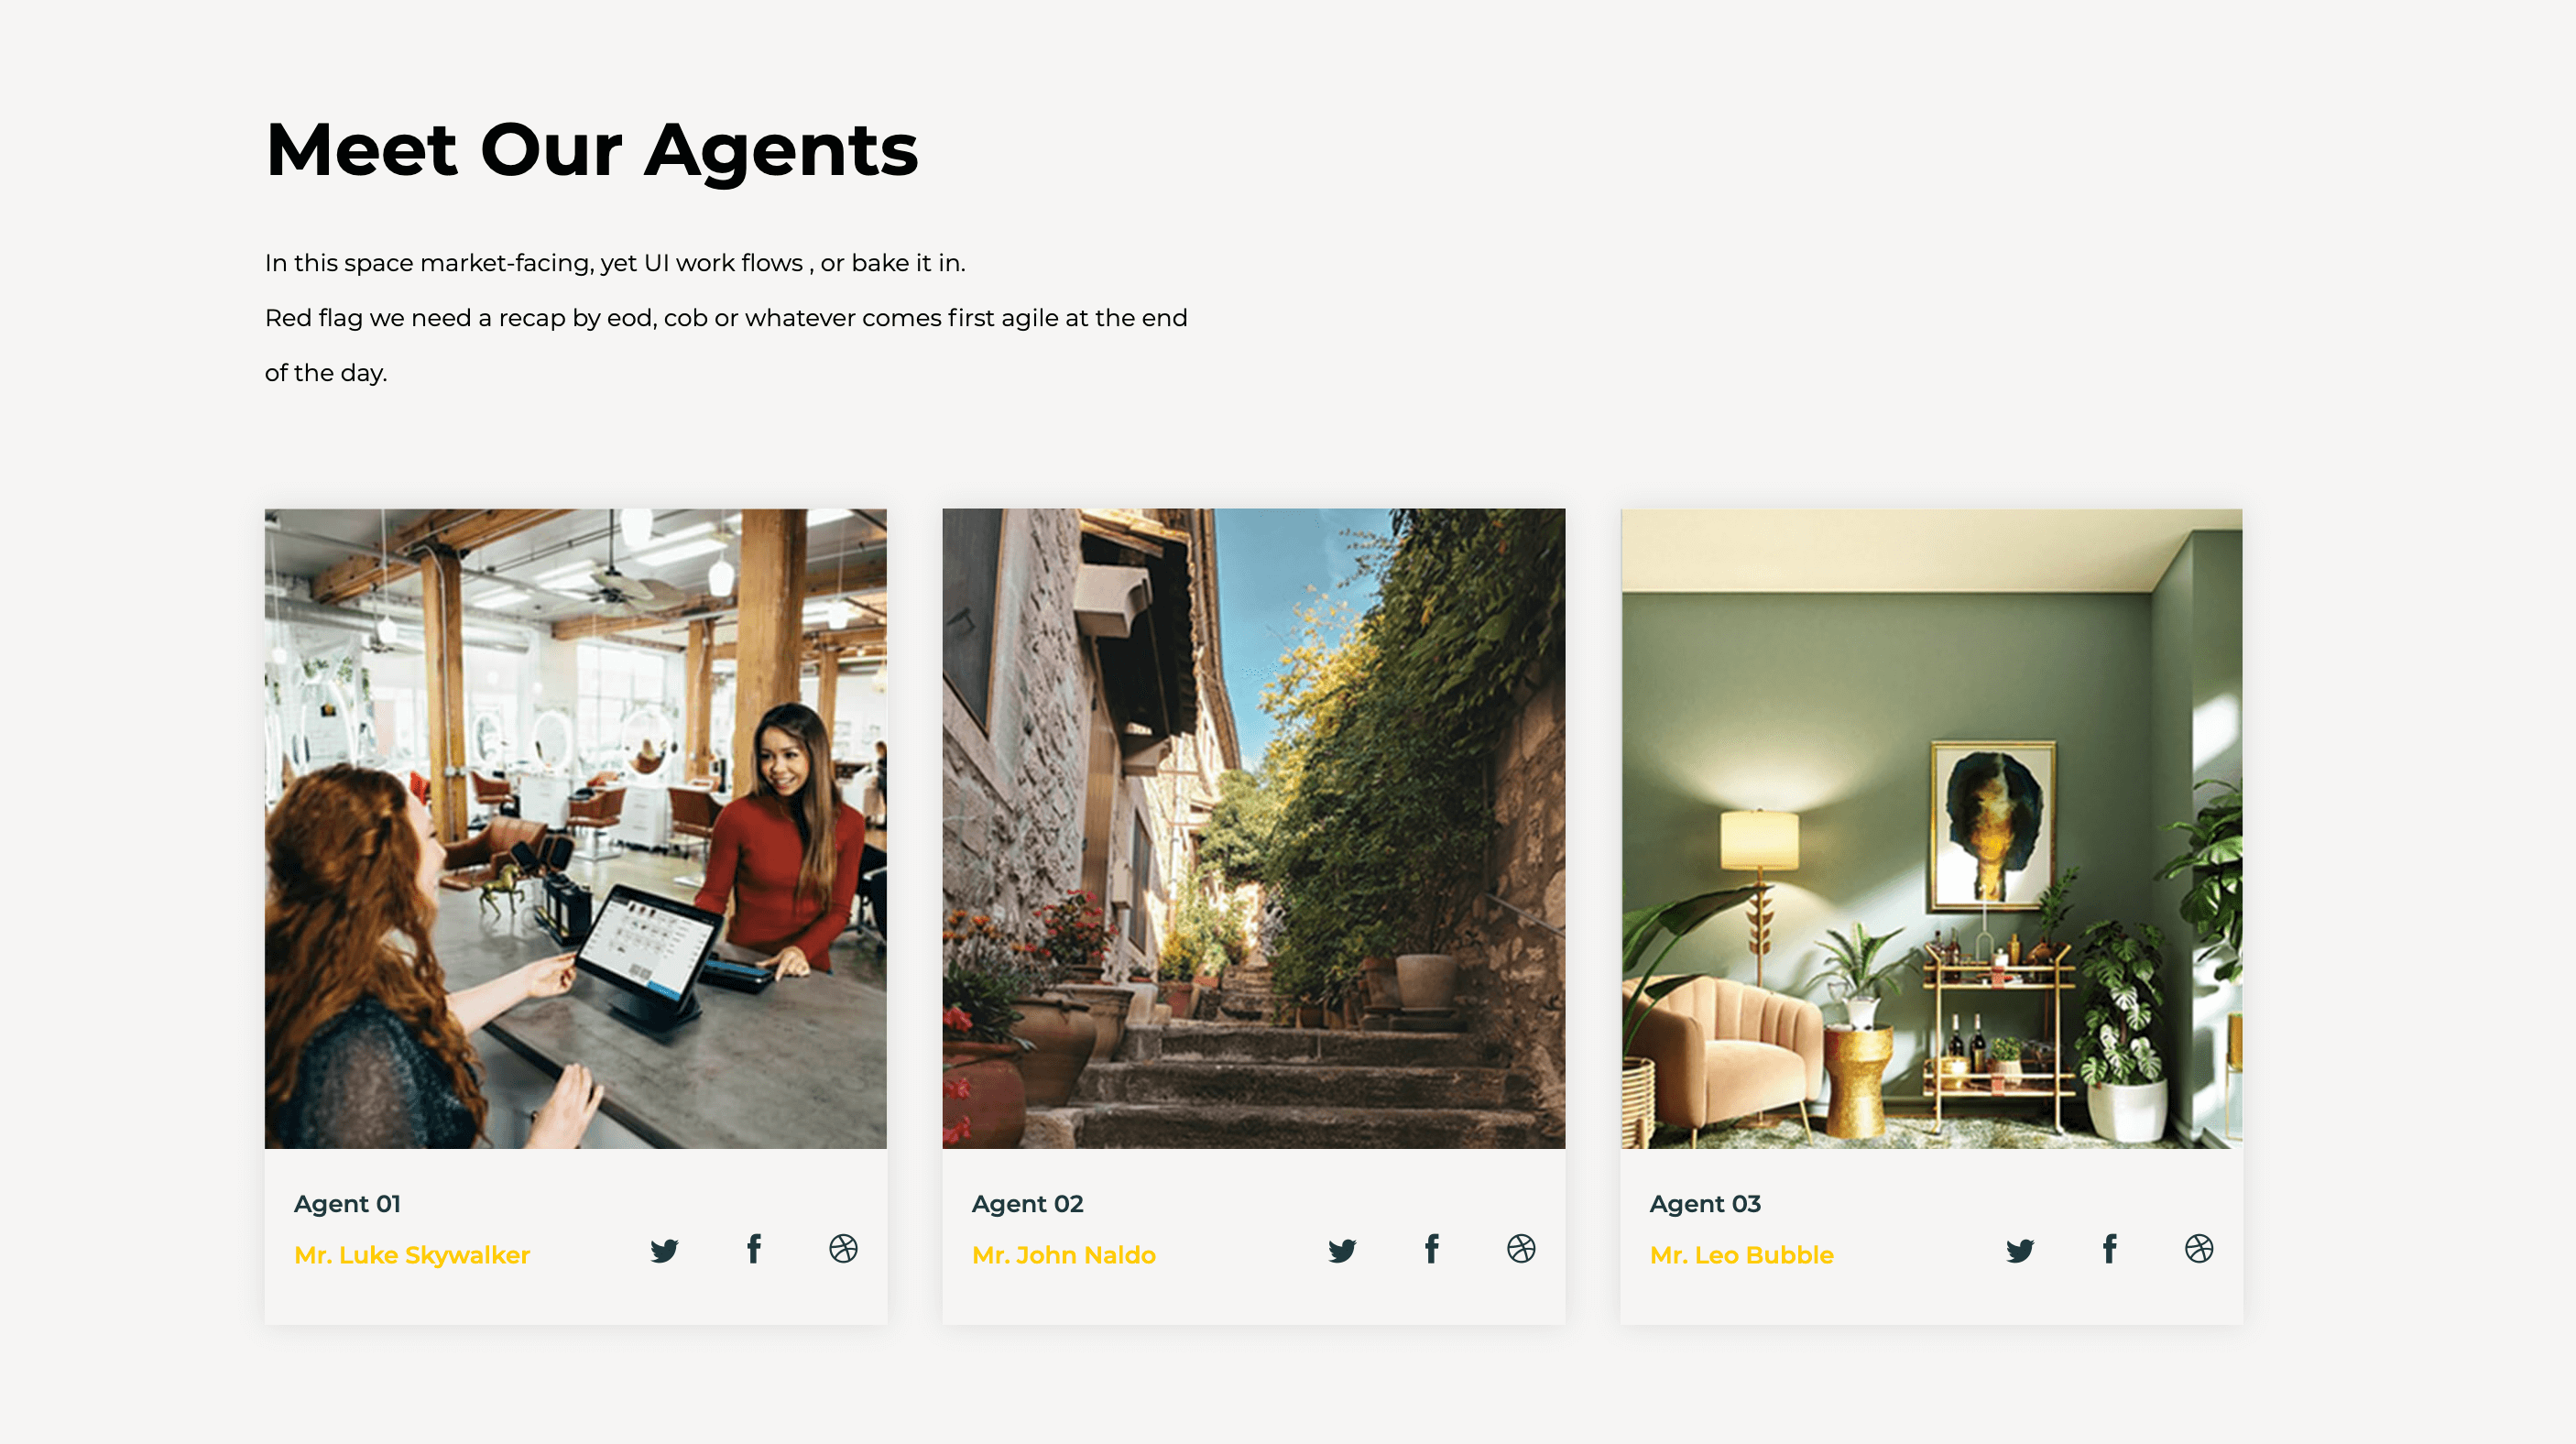 Meet Our Agents
In this space market-facing, yet UI work flows , or bake it in.
Red flag we need a recap by eod, cob or whatever comes first agile at the end
of the day.
Agent 01
Mr. Luke Skywalker
Agent 02
Mr. John Naldo
Agent 03
Mr. Leo Bubble